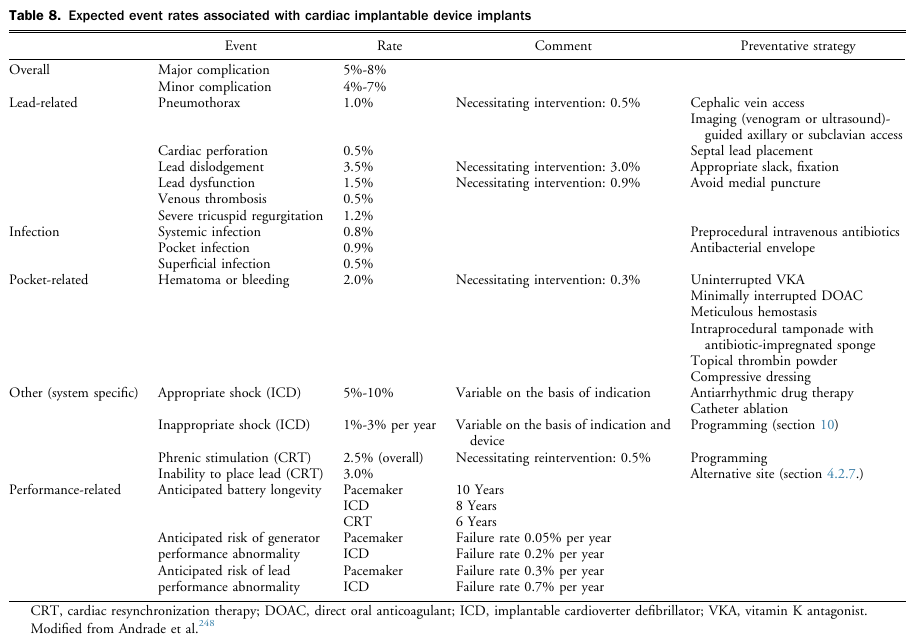 Table 8. Expected event rates associated with cardiac implantable device implants
Event Rate Comment Preventative strategy
Overall Major complication 5%-8%
Minor complication 4%-7%
Lead-related Pneumothorax 1.0% Necessitating intervention: 0.5% Cephalic vein access
Imaging (venogram or ultrasound)-
guided axillary or subclavian access
Cardiac perforation 0.5% Septal lead placement
Lead dislodgement 3.5% Necessitating intervention: 3.0% Appropriate slack, fixation
Lead dysfunction 1.5% Necessitating intervention: 0.9% Avoid medial puncture
Venous thrombosis 0.5%
Severe tricuspid regurgitation 1.2%
Infection Systemic infection 0.8% Preprocedural intravenous antibiotics
Pocket infection 0.9% Antibacterial envelope
Superficial infection 0.5%
Pocket-related Hematoma or bleeding 2.0% Necessitating intervention: 0.3% Uninterrupted VKA
Minimally interrupted DOAC
Meticulous hemostasis
Intraprocedural tamponade with
antibiotic-impregnated sponge
Topical thrombin powder
Compressive dressing
Other (system specific) Appropriate shock (ICD) 5%-10% Variable on the basis of indication Antiarrhythmic drug therapy
Catheter ablation
Inappropriate shock (ICD) 1%-3% per year Variable on the basis of indication and Programming (section 10)
device
Phrenic stimulation (CRT) 2.5% (overall) Necessitating reintervention: 0.5% Programming
Inability to place lead (CRT) 3.0% Alternative site (section 4.2.7.)
Performance-related Anticipated battery longevity Pacemaker 10 Years
ICD 8 Years
CRT 6 Years
Anticipated risk of generator Pacemaker Failure rate 0.05% per year
performance abnormality ICD Failure rate 0.2% per year
Anticipated risk of lead Pacemaker Failure rate 0.3% per year
performance abnormality ICD Failure rate 0.7% per year
CRT, cardiac resynchronization therapy; DOAC, direct oral anticoagulant; ICD, implantable cardioverter defibrillator; VKA, vitamin K antagonist.
Modified from Andrade et al.248